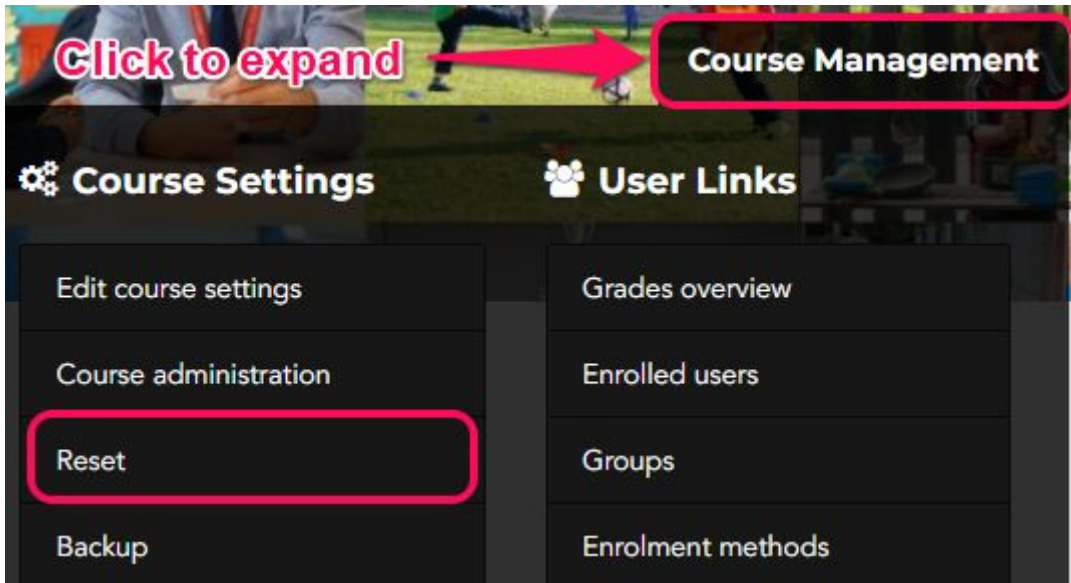 Click to expand
Course Management
Course Settings
User Links
Edit course settings
Grades overview
Course administration
Enrolled users
Reset
Groups
Backup
Enrolment methods